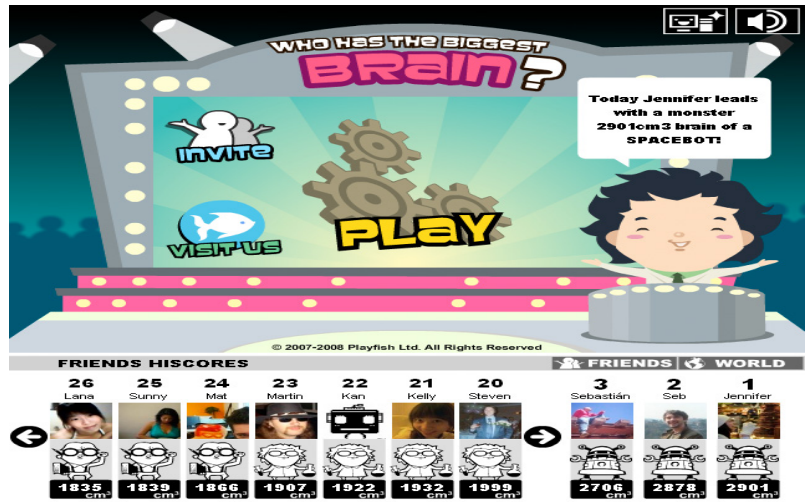 WHO HAS THE BIGGEST
BRAIN?
Today Jennifer leads
with a monster
2901cm3 brain of a
SPACEBOT!
INVITE
PLAY
VISIT US
© 2007-2008 Playfish Ltd. All Rights Reserved
FRIENDS HISCORES FRIENDS WORLD
26 25 24 23 22 21 20 3 2 1
Lana Sunny Mat Martin Kan Kelly Steven Sebastián Seb Jennifer
1835 1839 1866 1907 1922 1932 1999 2706 2878 2901
cm³ cm³ cm³ cm³ cm³ cm³ cm³ cm³ cm³ cm³